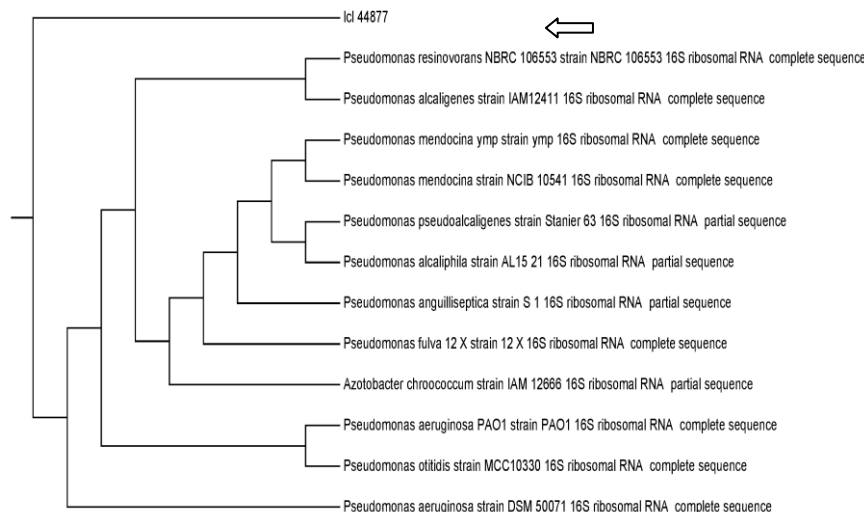 lcl 44877
Pseudomonas resinovorans NBRC 106553 strain NBRC 106553 16S ribosomal RNA complete sequence
Pseudomonas alcaligenes strain IAM12411 16S ribosomal RNA complete sequence
Pseudomonas mendocina ymp strain ymp 16S ribosomal RNA complete sequence
Pseudomonas mendocina strain NCIB 10541 16S ribosomal RNA complete sequence
Pseudomonas pseudoalcaligenes strain Stanier 63 16S ribosomal RNA partial sequence
Pseudomonas alcaliphila strain AL15 21 16S ribosomal RNA partial sequence
Pseudomonas anguilliseptica strain S 1 16S ribosomal RNA partial sequence
Pseudomonas fulva 12 X strain 12 X 16S ribosomal RNA complete sequence
Azotobacter chroococcum strain IAM 12666 16S ribosomal RNA partial sequence
Pseudomonas aeruginosa PAO1 strain PAO1 16S ribosomal RNA complete sequence
Pseudomonas otitidis strain MCC10330 16S ribosomal RNA complete sequence
Pseudomonas aeruginosa strain DSM 50071 16S ribosomal RNA complete sequence